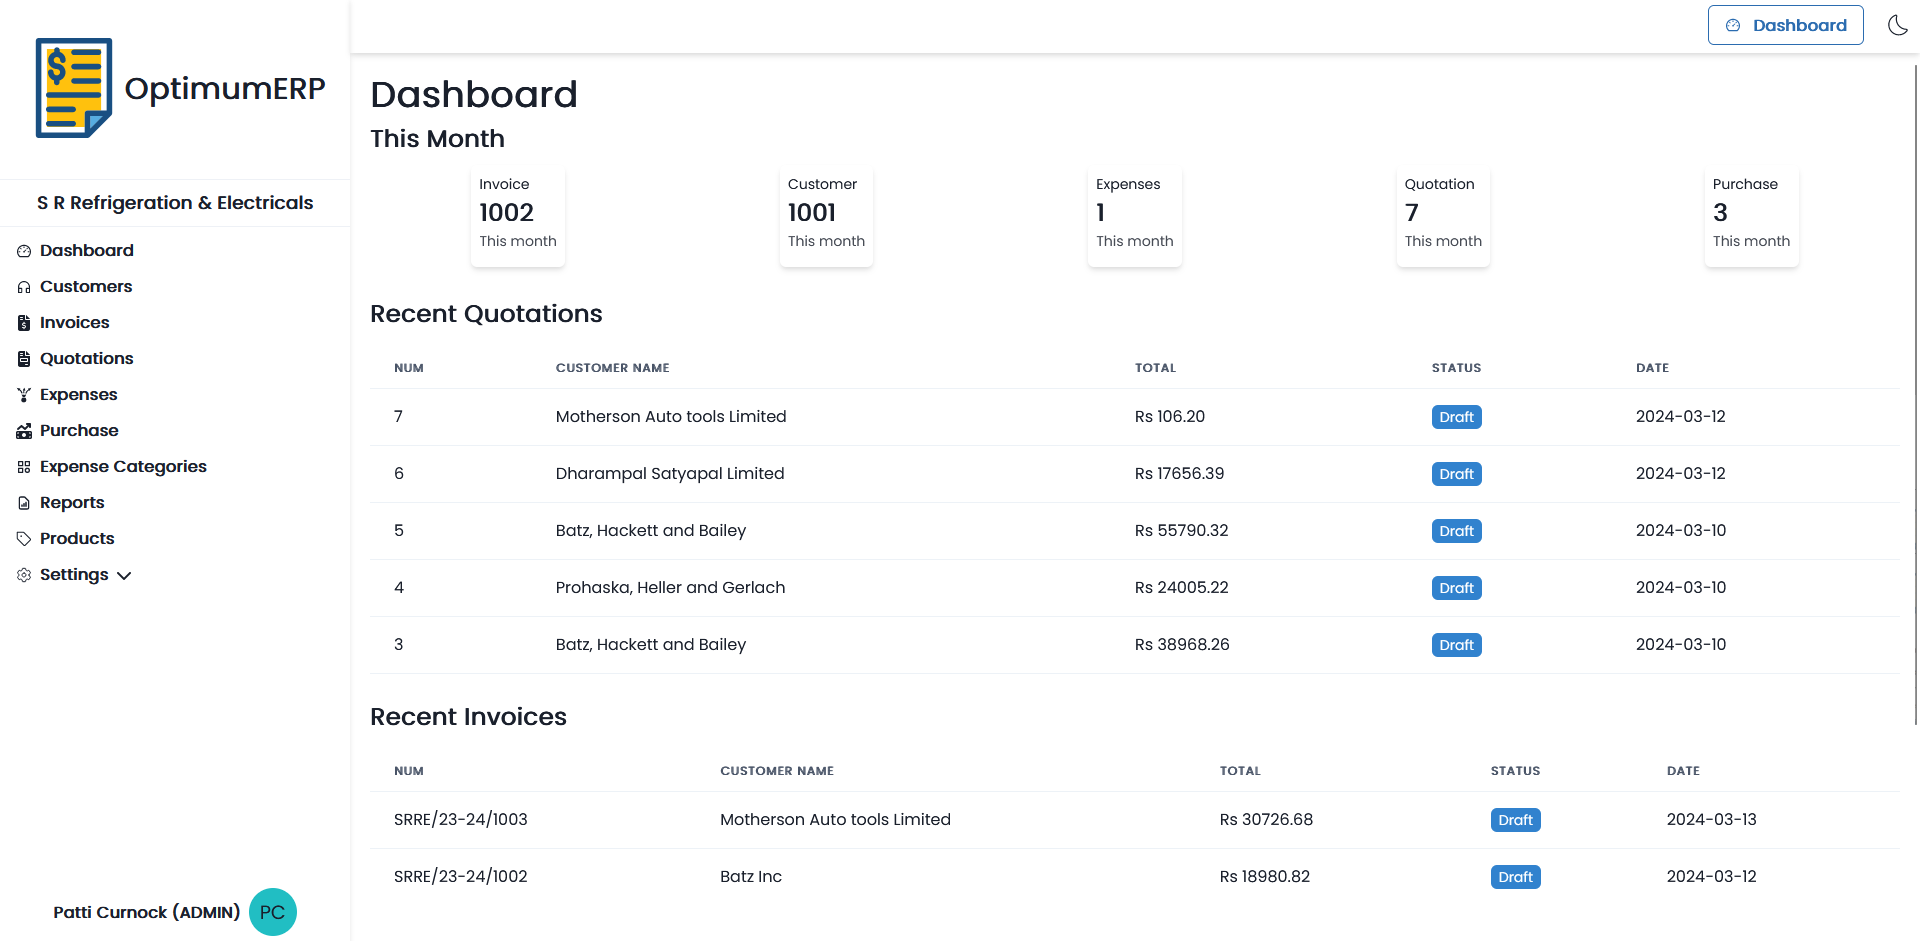 OptimumERP
S R Refrigeration & Electricals
Dashboard
Customers
Invoices
Quotations
Expenses
Purchase
Expense Categories
Reports
Products
Settings
Patti Curnock (ADMIN) PC
Dashboard
Dashboard
This Month
Invoice
1002
This month
Customer
1001
This month
Expenses
1
This month
Quotation
7
This month
Purchase
3
This month
Recent Quotations
NUM CUSTOMER NAME TOTAL STATUS DATE
7 Motherson Auto tools Limited Rs 106.20 Draft 2024-03-12
6 Dharampal Satyapal Limited Rs 17656.39 Draft 2024-03-12
5 Batz, Hackett and Bailey Rs 55790.32 Draft 2024-03-10
4 Prohaska, Heller and Gerlach Rs 24005.22 Draft 2024-03-10
3 Batz, Hackett and Bailey Rs 38968.26 Draft 2024-03-10
Recent Invoices
NUM CUSTOMER NAME TOTAL STATUS DATE
SRRE/23-24/1003 Motherson Auto tools Limited Rs 30726.68 Draft 2024-03-13
SRRE/23-24/1002 Batz Inc Rs 18980.82 Draft 2024-03-12